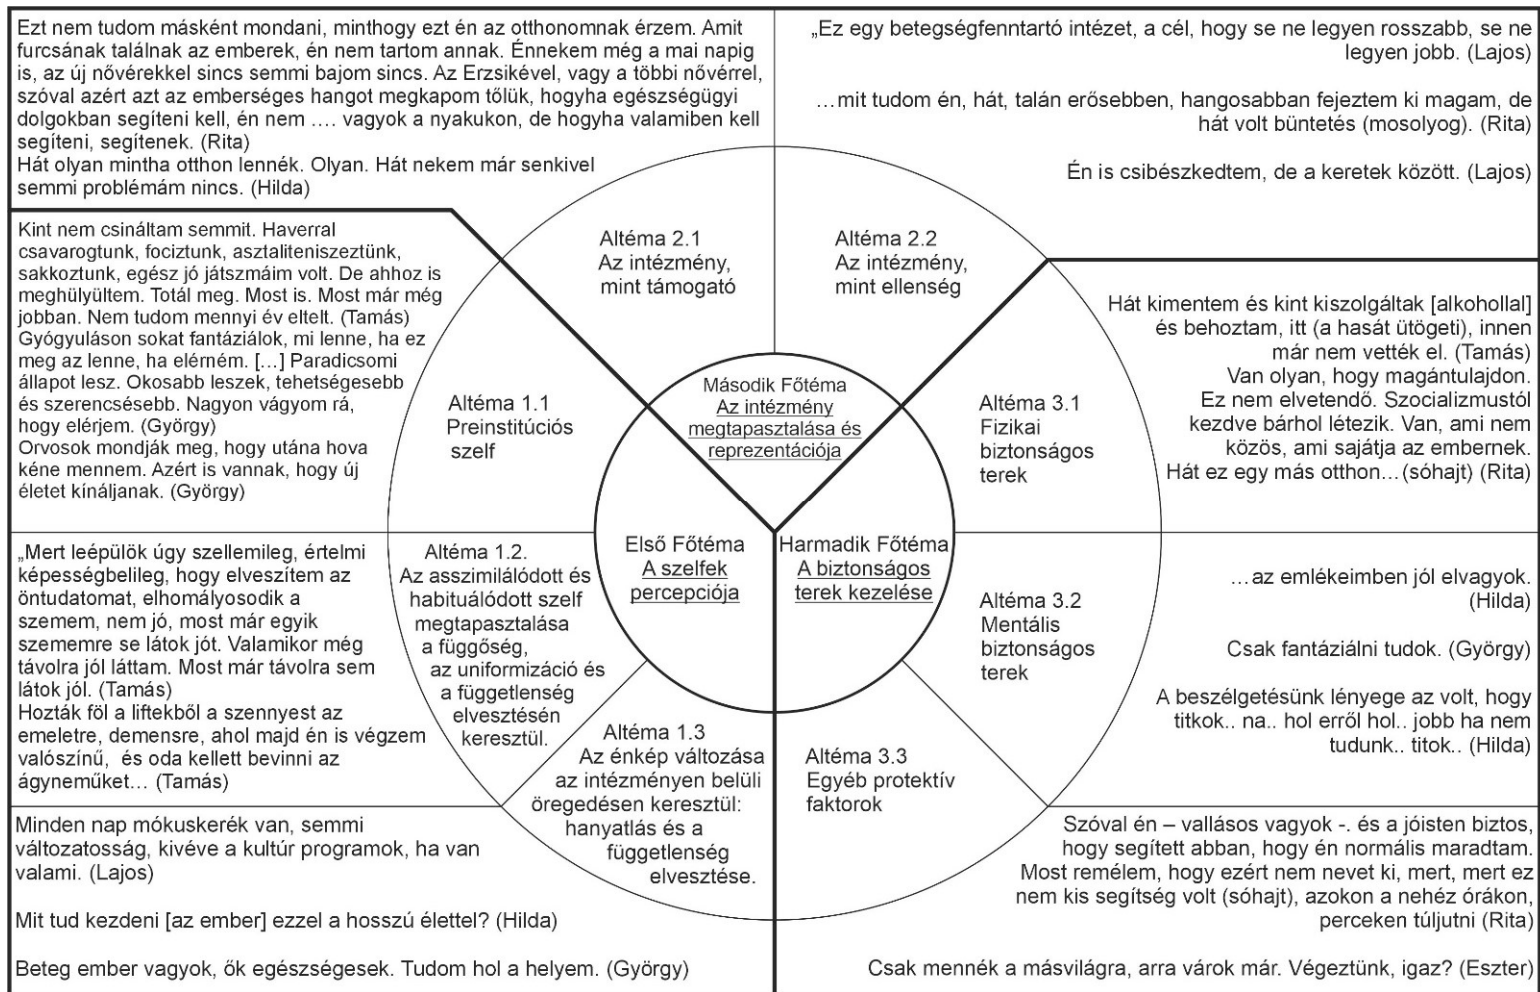 Ezt nem tudom másként mondani, minthogy ezt én az otthonomnak érzem. Amit
furcsának találnak az emberek, én nem tartom annak. Énnekem még a mai napig
is, az új nővérekkel sincs semmi bajom sincs. Az Erzsikével, vagy a többi nővérrel,
szóval azért azt az emberséges hangot megkapom tőlük, hogyha egészségügyi
dolgokban segíteni kell, én nem …. vagyok a nyakukon, de hogyha valamiben kell
segíteni, segítenek. (Rita)
Hát olyan mintha otthon lennék. Olyan. Hát nekem már senkivel
semmi problémám nincs. (Hilda)
„Ez egy betegségfenntartó intézet, a cél, hogy se ne legyen rosszabb, se ne
legyen jobb. (Lajos)
…mit tudom én, hát, talán erősebben, hangosabban fejeztem ki magam, de
hát volt büntetés (mosolyog). (Rita)
Én is csibészkedtem, de a keretek között. (Lajos)
Kint nem csináltam semmit. Haverral
csavarogtunk, fociztunk, asztaliteniszeztünk,
sakkoztunk, egész jó játszmáim volt. De ahhoz is
meghülyültem. Totál meg. Most is. Most már még
jobban. Nem tudom mennyi év eltelt. (Tamás)
Gyógyuláson sokat fantáziálok, mi lenne, ha ez
meg az lenne, ha elérném. […] Paradicsomi
állapot lesz. Okosabb leszek, tehetségesebb
és szerencsésebb. Nagyon vágyom rá,
hogy elérjem. (György)
Orvosok mondják meg, hogy utána hova
kéne mennem. Azért is vannak, hogy új
életet kínáljanak. (György)
Altéma 2.1
Az intézmény,
mint támogató
Altéma 2.2
Az intézmény,
mint ellenség
Hát kimentem és kint kiszolgáltak [alkohollal]
és behoztam, itt (a hasát ütögeti), innen
már nem vették el. (Tamás)
Van olyan, hogy magántulajdon.
Ez nem elvetendő. Szocializmustól
kezdve bárhol létezik. Van, ami nem
közös, ami sajátja az embernek.
Hát ez egy más otthon…(sóhajt) (Rita)
Altéma 1.1
Preinstitúciós
szelf
Második Főtéma
Az intézmény
megtapasztalása és
reprezentációja
Altéma 3.1
Fizikai
biztonságos
terek
„Mert leépülök úgy szellemileg, értelmi
képességbelileg, hogy elveszítem az
öntudatomat, elhomályosodik a
szemem, nem jó, most már egyik
szememre se látok jót. Valamikor még
távolra jól láttam. Most már távolra sem
látok jól. (Tamás)
Hozták föl a liftekből a szennyest az
emeletre, demensre, ahol majd én is végzem
valószínű,  és oda kellett bevinni az
ágyneműket… (Tamás)
Altéma 1.2.
Az asszimilálódott és
habituálódott szelf
megtapasztalása
a függőség,
az uniformizáció és
a függetlenség
elvesztésén
keresztül.
Első Főtéma
A szelfek
percepciója
Harmadik Főtéma
A biztonságos
terek kezelése
Altéma 3.2
Mentális
biztonságos
terek
…az emlékeimben jól elvagyok.
(Hilda)
Csak fantáziálni tudok. (György)
A beszélgetésünk lényege az volt, hogy
titkok.. na.. hol erről hol.. jobb ha nem
tudunk.. titok.. (Hilda)
Altéma 1.3
Az énkép változása
az intézményen belüli
öregedésen keresztül:
hanyatlás és a
függetlenség
elvesztése.
Altéma 3.3
Egyéb protektív
faktorok
Minden nap mókuskerék van, semmi
változatosság, kivéve a kultúr programok, ha van
valami. (Lajos)
Mit tud kezdeni [az ember] ezzel a hosszú élettel? (Hilda)
Beteg ember vagyok, ők egészségesek. Tudom hol a helyem. (György)
Szóval én – vallásos vagyok -. és a jóisten biztos,
hogy segített abban, hogy én normális maradtam.
Most remélem, hogy ezért nem nevet ki, mert, mert ez
nem kis segítség volt (sóhajt), azokon a nehéz órákon,
perceken túljutni (Rita)
Csak mennék a másvilágra, arra várok már. Végeztünk, igaz? (Eszter)